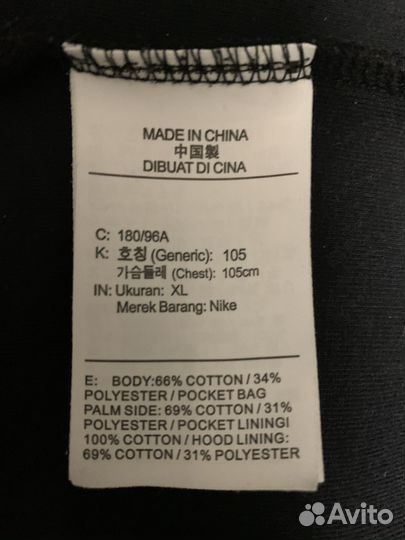 MADE IN CHINA
中国製
DIBUAT DI CINA
C: 180/96A
K: 호칭 (Generic): 105
가슴둘레 (Chest): 105cm
IN: Ukuran: XL
Merek Barang: Nike
E: BODY:66% COTTON / 34%
POLYESTER / POCKET BAG
PALM SIDE: 69% COTTON / 31%
POLYESTER / POCKET LININGI
100% COTTON / HOOD LINING:
69% COTTON / 31% POLYESTER
Avito